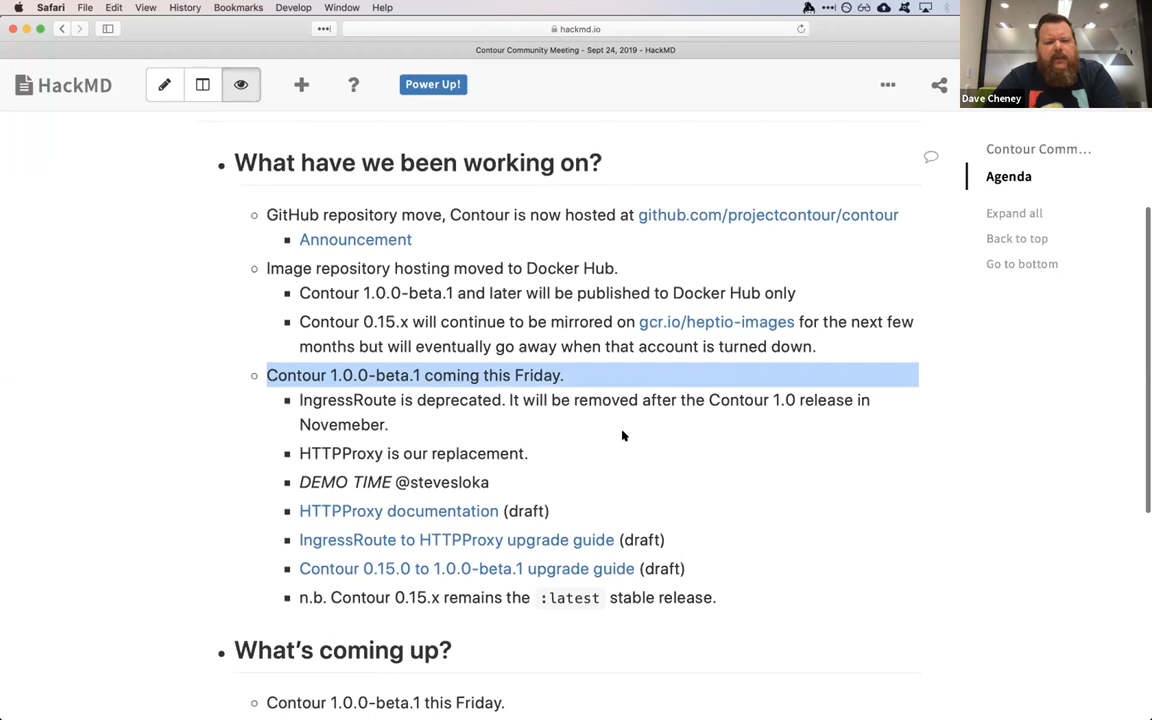 Safari File Edit View History Bookmarks Develop Window Help
hackmd.io
Contour Community Meeting - Sept 24, 2019 - HackMD
HackMD
Power Up!
Dave Cheney
What have we been working on?
GitHub repository move, Contour is now hosted at github.com/projectcontour/contour
Announcement
Image repository hosting moved to Docker Hub.
Contour 1.0.0-beta.1 and later will be published to Docker Hub only
Contour 0.15.x will continue to be mirrored on gcr.io/heptio-images for the next few
months but will eventually go away when that account is turned down.
Contour 1.0.0-beta.1 coming this Friday.
IngressRoute is deprecated. It will be removed after the Contour 1.0 release in
Novemeber.
HTTPProxy is our replacement.
DEMO TIME @stevesloka
HTTPProxy documentation (draft)
IngressRoute to HTTPProxy upgrade guide (draft)
Contour 0.15.0 to 1.0.0-beta.1 upgrade guide (draft)
n.b. Contour 0.15.x remains the :latest stable release.
What's coming up?
Contour 1.0.0-beta.1 this Friday.
Contour Comm...
Agenda
Expand all
Back to top
Go to bottom